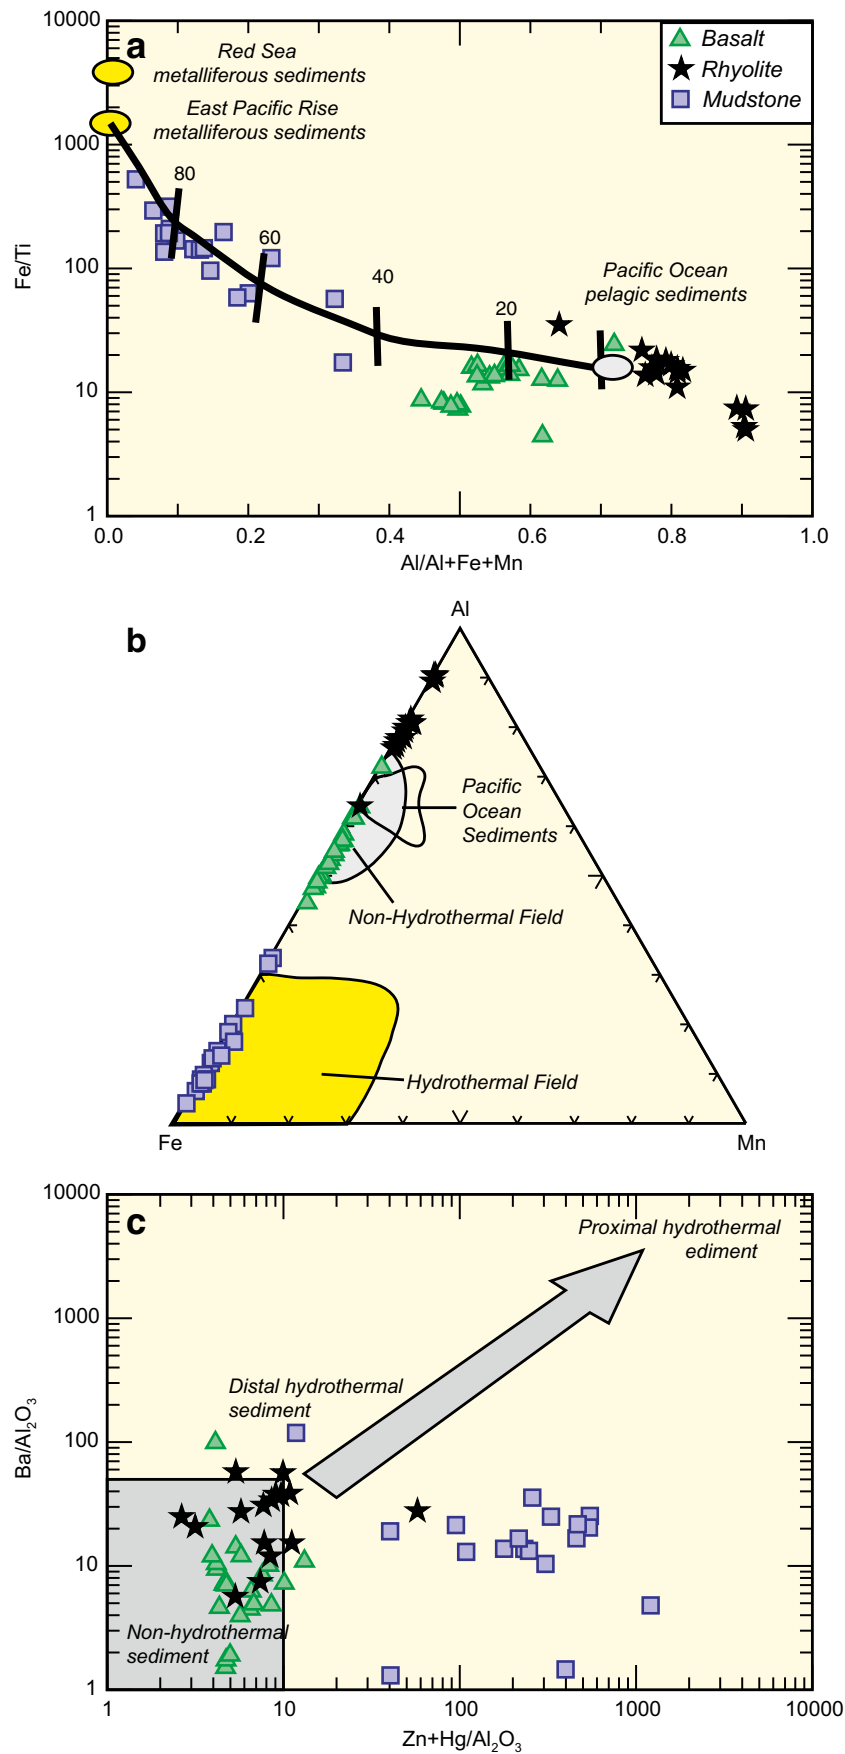 a
Red Sea
metalliferous sediments
East Pacific Rise
metalliferous sediments
Basalt
Rhyolite
Mudstone
80
60
40
20
Pacific Ocean
pelagic sediments
10000
1000
100
10
1
Fe/Ti
0.0 0.2 0.4 0.6 0.8 1.0
Al/Al+Fe+Mn
b
Al
Pacific
Ocean
Sediments
Non-Hydrothermal Field
Hydrothermal Field
Fe Mn
c
Proximal hydrothermal
ediment
Distal hydrothermal
sediment
Non-hydrothermal
sediment
10000
1000
100
10
1
Ba/Al2O3
1 10 100 1000 10000
Zn+Hg/Al2O3